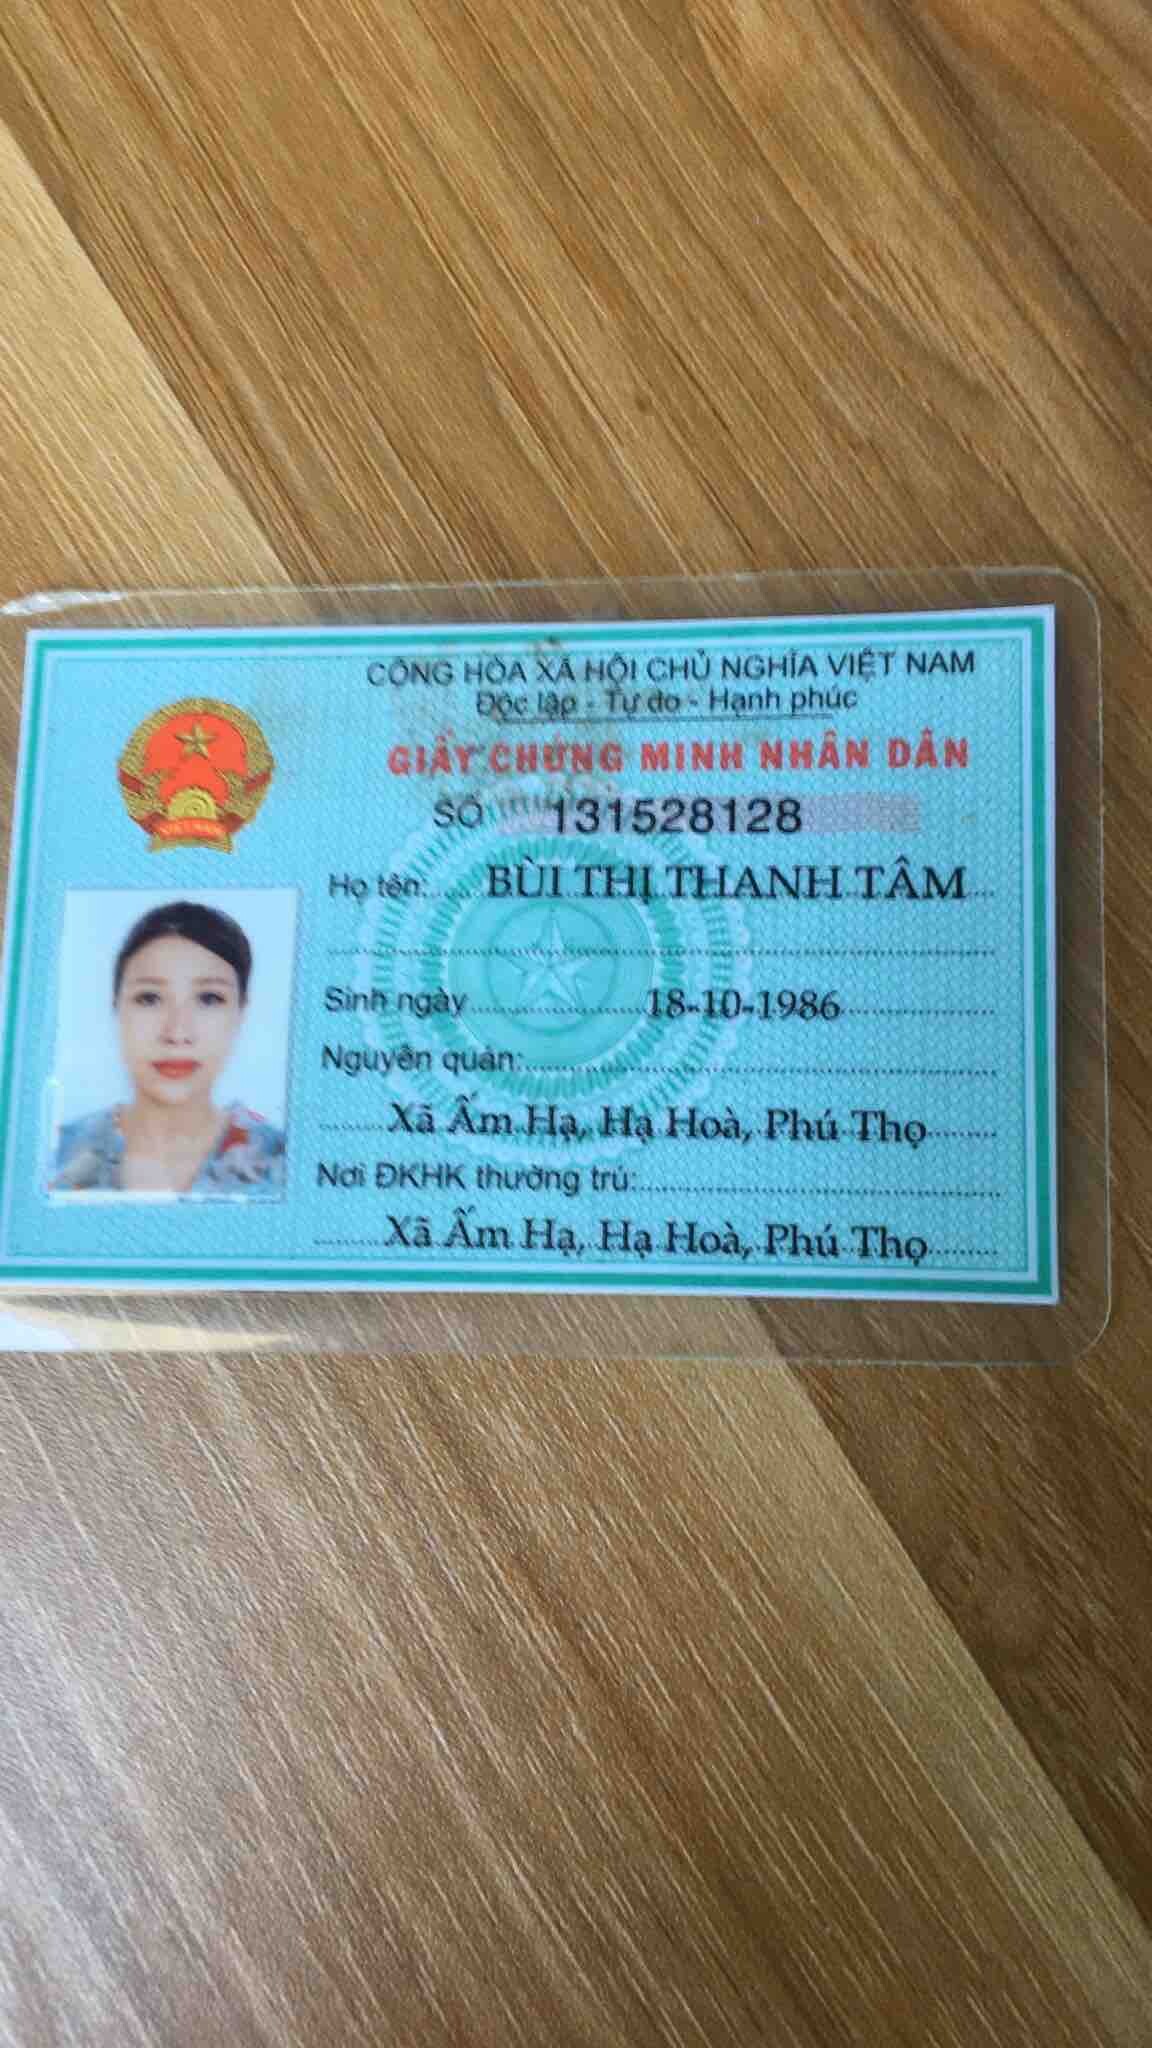 CỘNG HÒA XÃ HỘI CHỦ NGHĨA VIỆT NAM
Độc lập - Tự do - Hạnh phúc
GIẤY CHỨNG MINH NHÂN DÂN
SỐ 131528128
Họ tên: BÙI THỊ THANH TÂM
Sinh ngày 18-10-1986
Nguyên quán:
Xã Ấm Hạ, Hạ Hoà, Phú Thọ
Nơi ĐKHK thường trú:
Xã Ấm Hạ, Hạ Hoà, Phú Thọ
VIỆT NAM